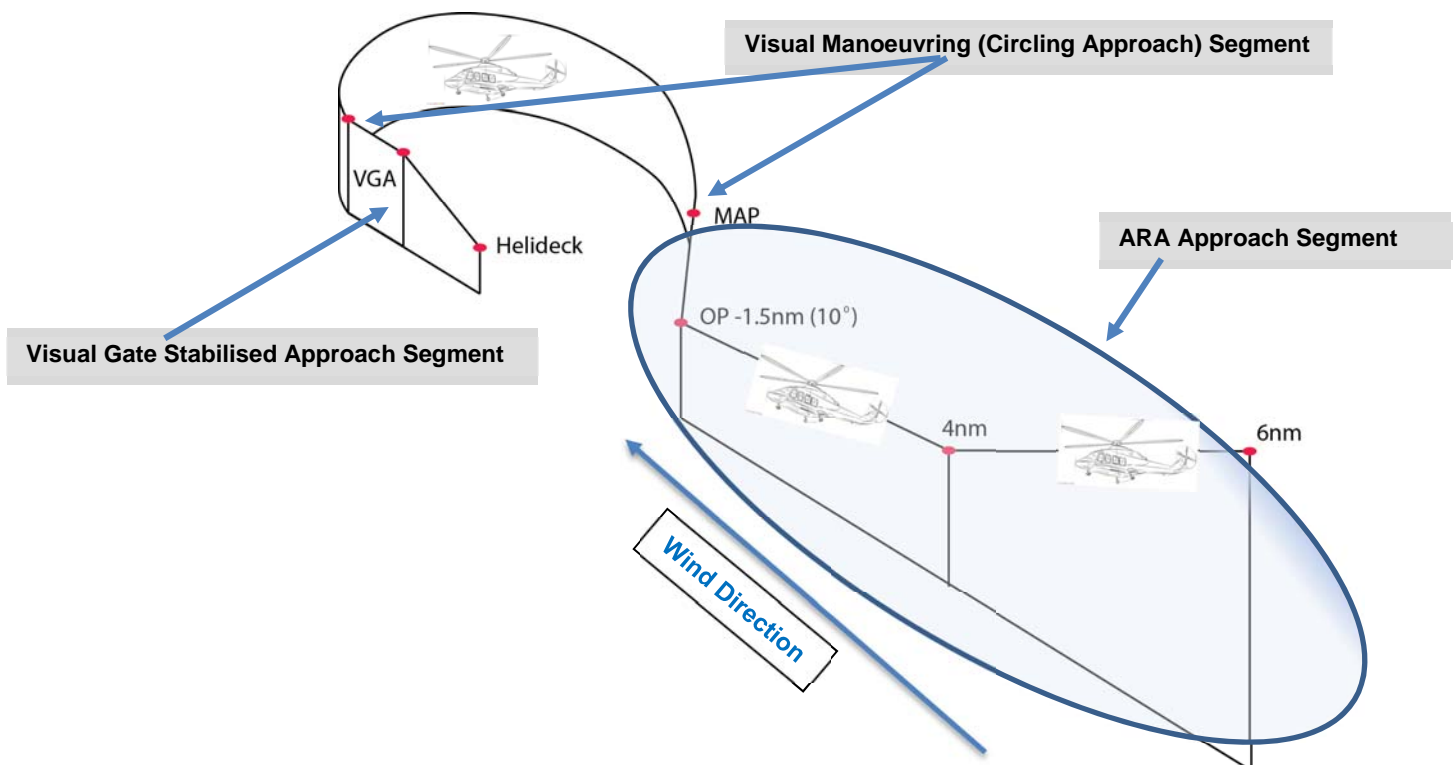 Visual Manoeuvring (Circling Approach) Segment
VGA
MAP
Helideck
ARA Approach Segment
OP -1.5nm (10°)
Visual Gate Stabilised Approach Segment
4nm
6nm
Wind Direction